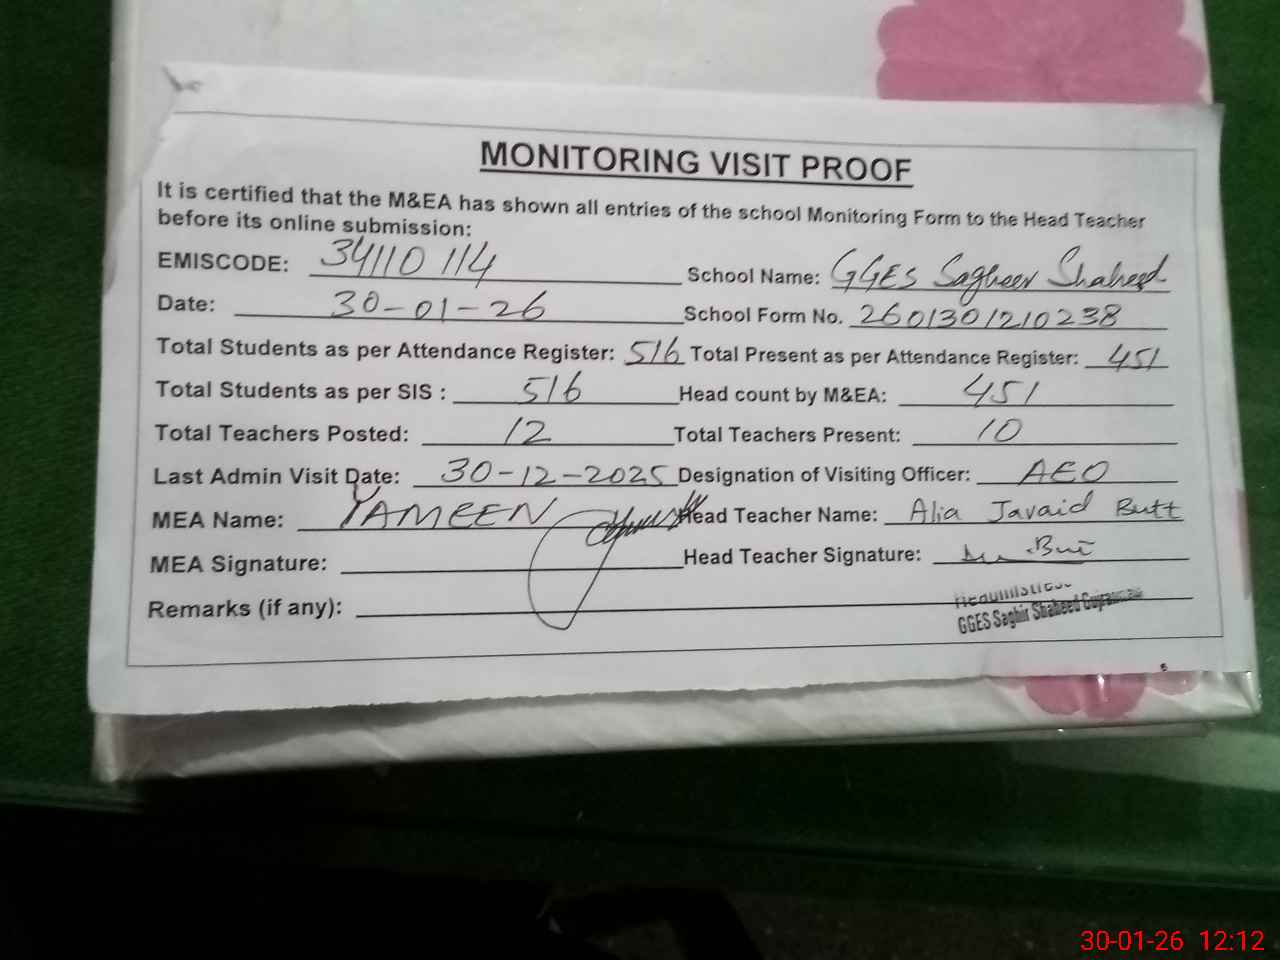 MONITORING VISIT PROOF
It is certified that the M&EA has shown all entries of the school Monitoring Form to the Head Teacher
before its online submission:
EMISCODE: 34110114 School Name: GGES Sagheer Shaheed
Date: 30-01-26 School Form No. 2601301210238
Total Students as per Attendance Register: 516 Total Present as per Attendance Register: 451
Total Students as per SIS : 516 Head count by M&EA: 451
Total Teachers Posted: 12 Total Teachers Present: 10
Last Admin Visit Date: 30-12-2025 Designation of Visiting Officer: AEO
MEA Name: YAMEEN Head Teacher Name: Alia Javaid Butt
MEA Signature: Head Teacher Signature:
Remarks (if any):
GGES Saghir Shaheed
30-01-26 12:12